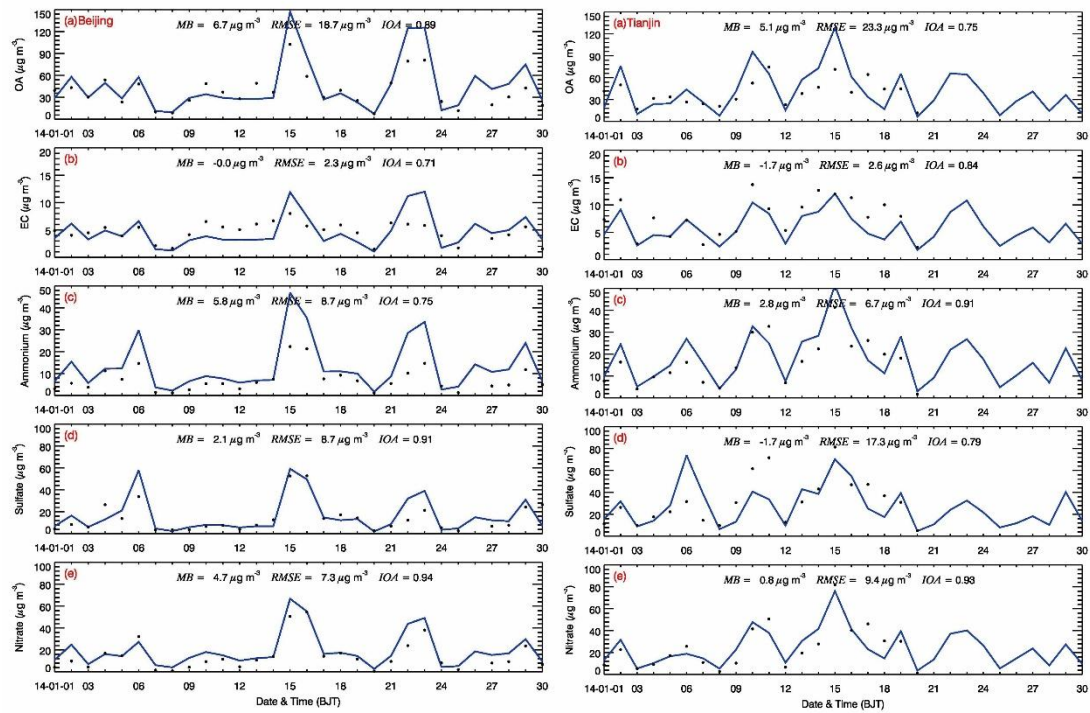 (a)Beijing
MB = 6.7 μg m-3 RMSE = 18.7 μg m-3 IOA = 0.89
OA (μg m-3)
150
120
90
60
30
0
14-01-01 03 06 09 12 15 18 21 24 27 30
(b)
MB = -0.0 μg m-3 RMSE = 2.3 μg m-3 IOA = 0.71
EC (μg m-3)
20
15
10
5
0
14-01-01 03 06 09 12 15 18 21 24 27 30
(c)
MB = 5.8 μg m-3 RMSE = 8.7 μg m-3 IOA = 0.75
Ammonium (μg m-3)
50
40
30
20
10
0
14-01-01 03 06 09 12 15 18 21 24 27 30
(d)
MB = 2.1 μg m-3 RMSE = 8.7 μg m-3 IOA = 0.91
Sulfate (μg m-3)
100
80
60
40
20
0
14-01-01 03 06 09 12 15 18 21 24 27 30
(e)
MB = 4.7 μg m-3 RMSE = 7.3 μg m-3 IOA = 0.94
Nitrate (μg m-3)
100
80
60
40
20
0
14-01-01 03 06 09 12 15 18 21 24 27 30
Date & Time (BJT)
(a)Tianjin
MB = 5.1 μg m-3 RMSE = 23.3 μg m-3 IOA = 0.75
OA (μg m-3)
150
120
90
60
30
0
14-01-01 03 06 09 12 15 18 21 24 27 30
(b)
MB = -1.7 μg m-3 RMSE = 2.6 μg m-3 IOA = 0.84
EC (μg m-3)
20
15
10
5
0
14-01-01 03 06 09 12 15 18 21 24 27 30
(c)
MB = 2.8 μg m-3 RMSE = 6.7 μg m-3 IOA = 0.91
Ammonium (μg m-3)
50
40
30
20
10
0
14-01-01 03 06 09 12 15 18 21 24 27 30
(d)
MB = -1.7 μg m-3 RMSE = 17.3 μg m-3 IOA = 0.79
Sulfate (μg m-3)
100
80
60
40
20
0
14-01-01 03 06 09 12 15 18 21 24 27 30
(e)
MB = 0.8 μg m-3 RMSE = 9.4 μg m-3 IOA = 0.93
Nitrate (μg m-3)
100
80
60
40
20
0
14-01-01 03 06 09 12 15 18 21 24 27 30
Date & Time (BJT)